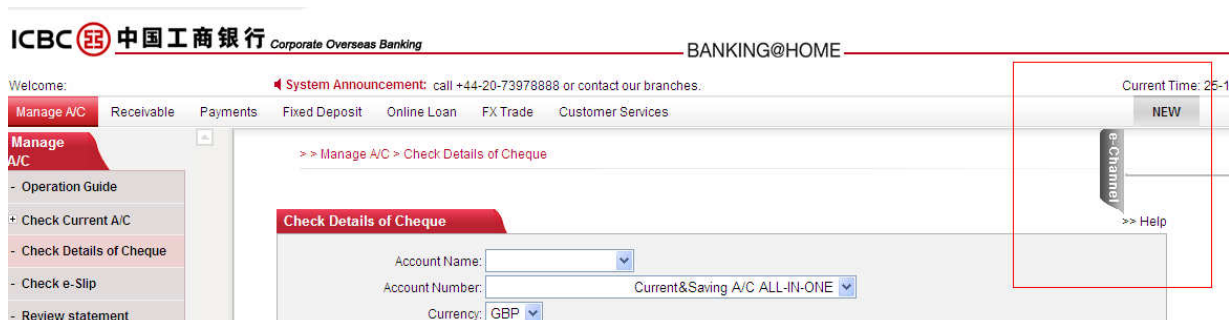 ICBC 中国工商银行 Corporate Overseas Banking
BANKING@HOME
Welcome:
System Announcement: call +44-20-73978888 or contact our branches.
Current Time: 25-1
Manage A/C Receivable Payments Fixed Deposit Online Loan FX Trade Customer Services NEW
Manage A/C
- Operation Guide
+ Check Current A/C
- Check Details of Cheque
- Check e-Slip
- Review statement
> > Manage A/C > Check Details of Cheque
e-Channel
>> Help
Check Details of Cheque
Account Name:
Account Number: Current&Saving A/C ALL-IN-ONE
Currency: GBP